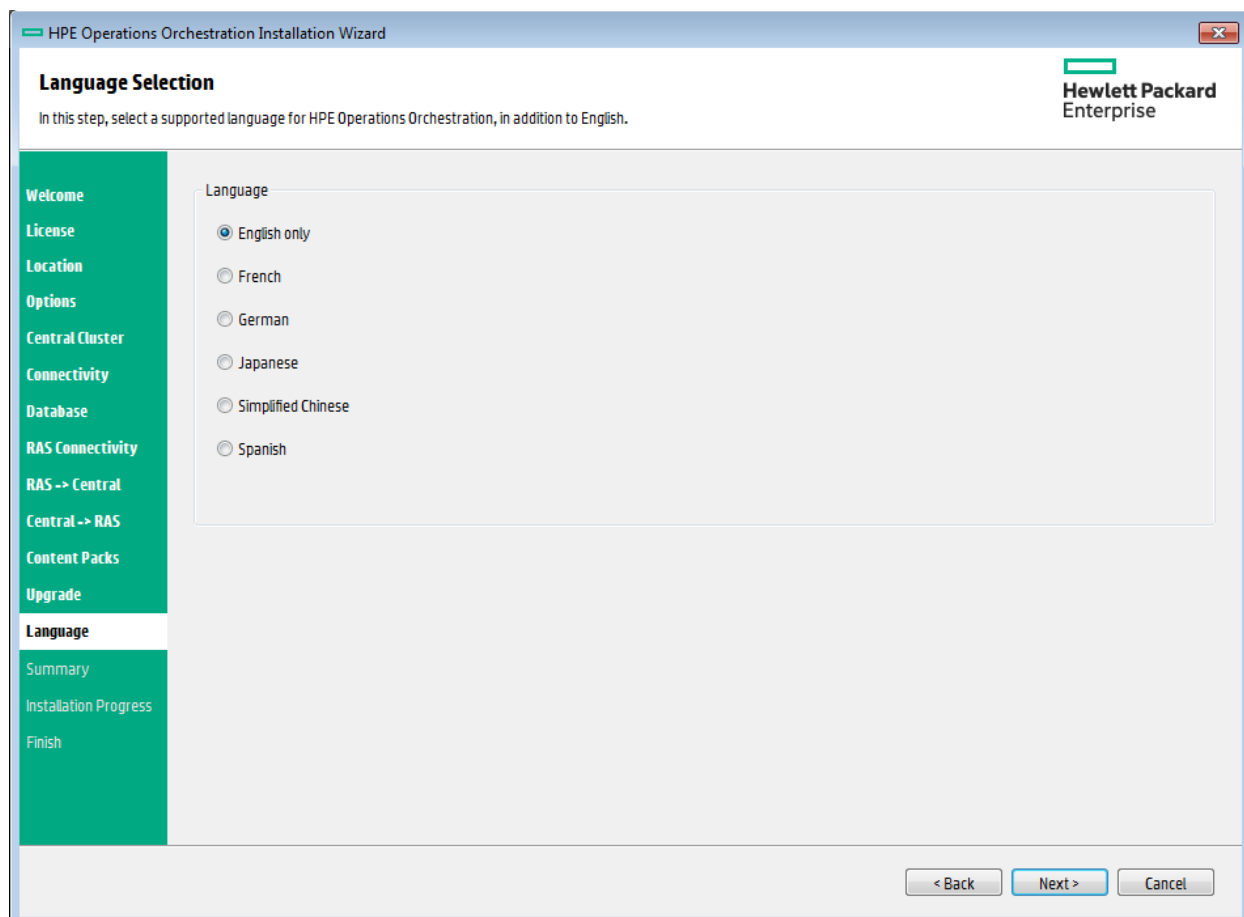 HPE Operations Orchestration Installation Wizard
Language Selection
In this step, select a supported language for HPE Operations Orchestration, in addition to English.
Hewlett Packard
Enterprise
Welcome
License
Location
Options
Central Cluster
Connectivity
Database
RAS Connectivity
RAS -> Central
Central -> RAS
Content Packs
Upgrade
Language
Summary
Installation Progress
Finish
Language
English only
French
German
Japanese
Simplified Chinese
Spanish
< Back
Next >
Cancel